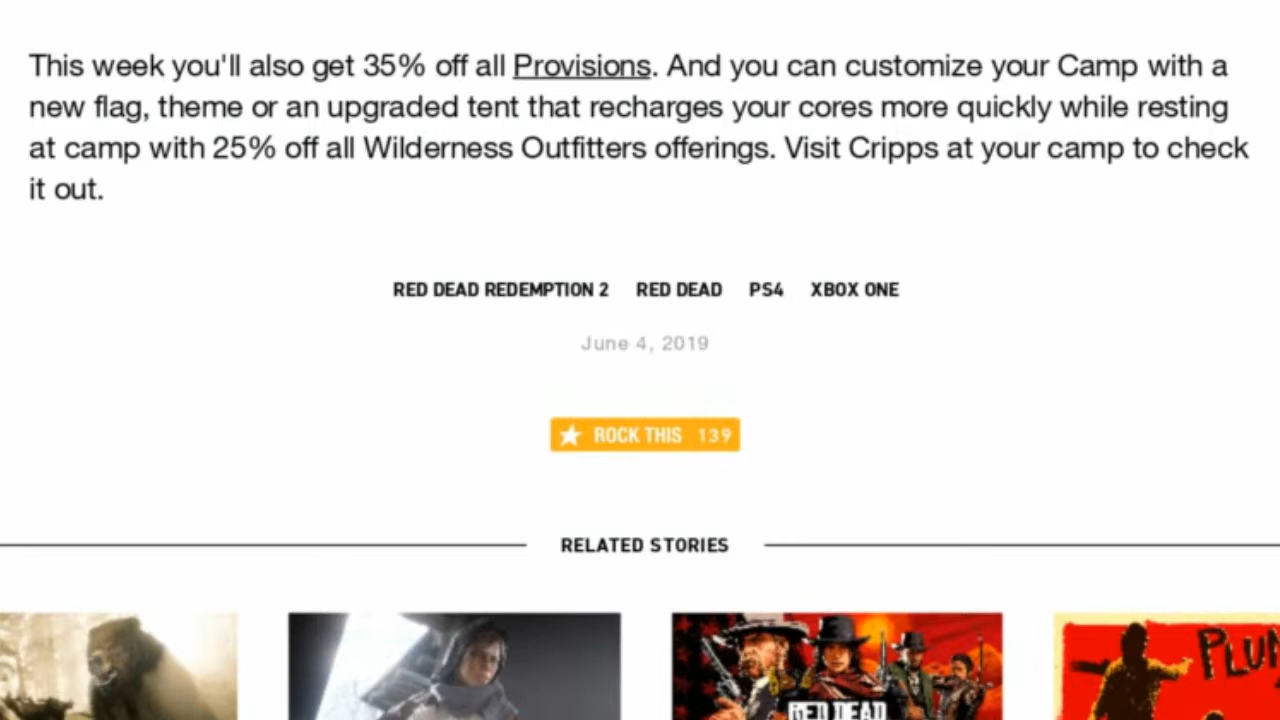 This week you'll also get 35% off all Provisions. And you can customize your Camp with a
new flag, theme or an upgraded tent that recharges your cores more quickly while resting
at camp with 25% off all Wilderness Outfitters offerings. Visit Cripps at your camp to check
it out.
RED DEAD REDEMPTION 2 RED DEAD PS4 XBOX ONE
June 4, 2019
ROCK THIS 139
RELATED STORIES
RED DEAD